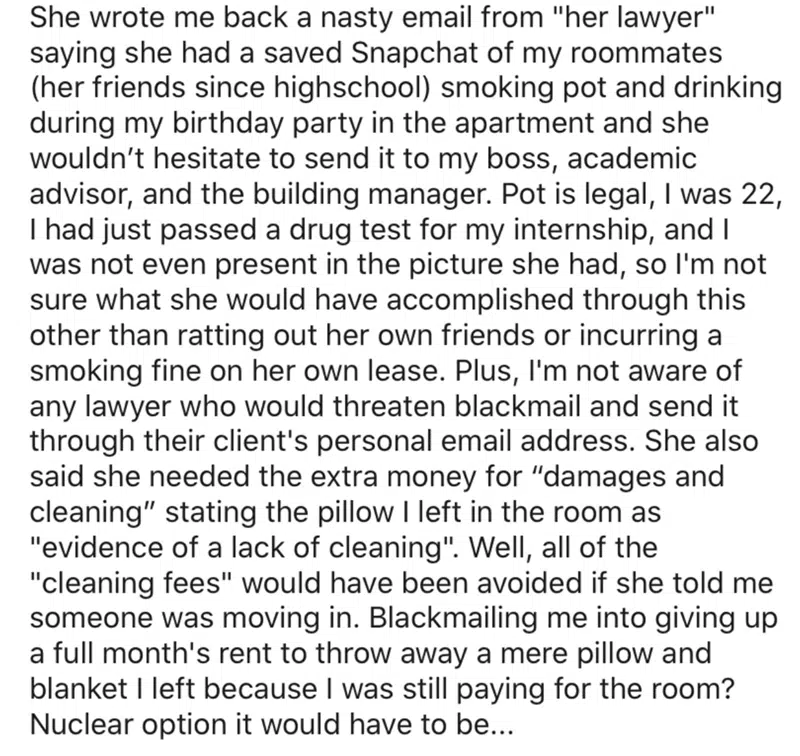 She wrote me back a nasty email from "her lawyer"
saying she had a saved Snapchat of my roommates
(her friends since highschool) smoking pot and drinking
during my birthday party in the apartment and she
wouldn’t hesitate to send it to my boss, academic
advisor, and the building manager. Pot is legal, I was 22,
I had just passed a drug test for my internship, and I
was not even present in the picture she had, so I'm not
sure what she would have accomplished through this
other than ratting out her own friends or incurring a
smoking fine on her own lease. Plus, I'm not aware of
any lawyer who would threaten blackmail and send it
through their client's personal email address. She also
said she needed the extra money for “damages and
cleaning” stating the pillow I left in the room as
"evidence of a lack of cleaning". Well, all of the
"cleaning fees" would have been avoided if she told me
someone was moving in. Blackmailing me into giving up
a full month's rent to throw away a mere pillow and
blanket I left because I was still paying for the room?
Nuclear option it would have to be...